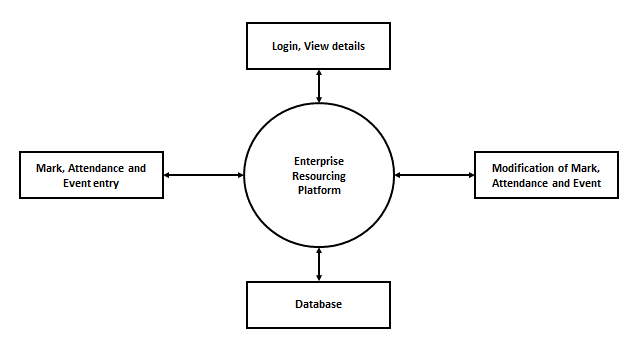 Login, View details
Mark, Attendance and
Event entry
Enterprise
Resourcing
Platform
Modification of Mark,
Attendance and Event
Database